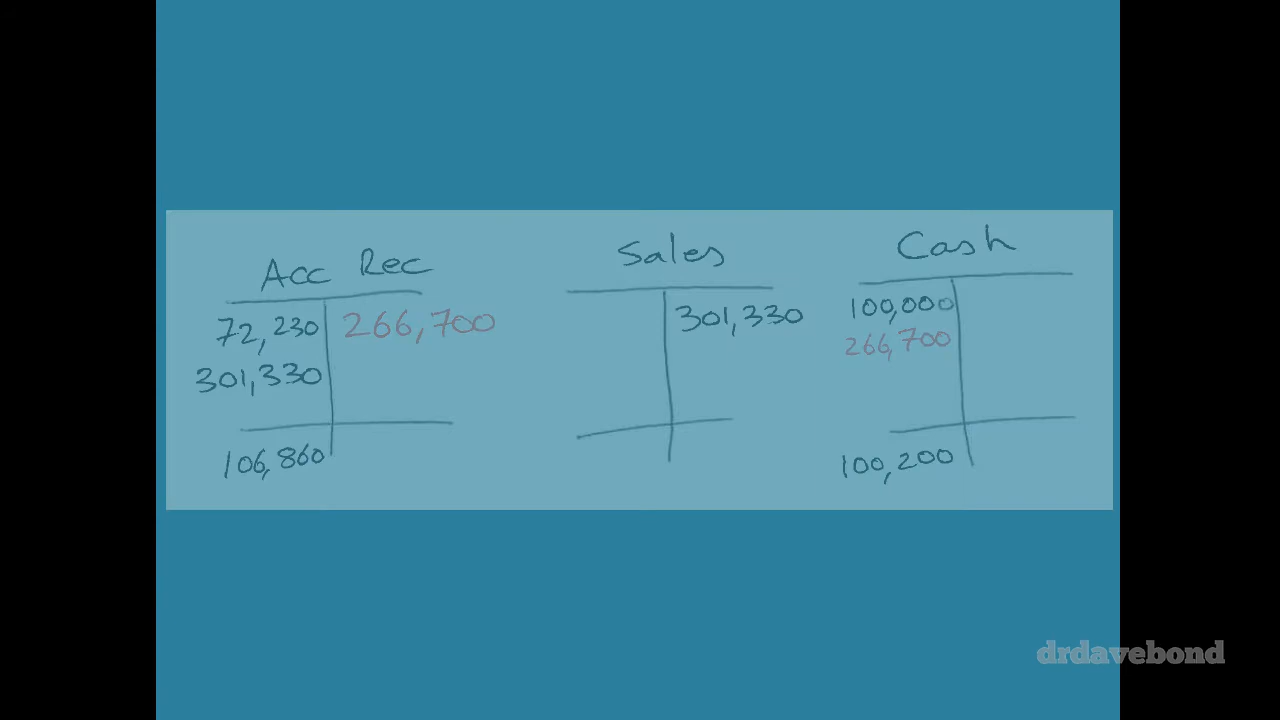 Acc Rec
72,230 266,700
301,330
106,860
Sales
301,330
Cash
100,000
266,700
100,200
drdavebond